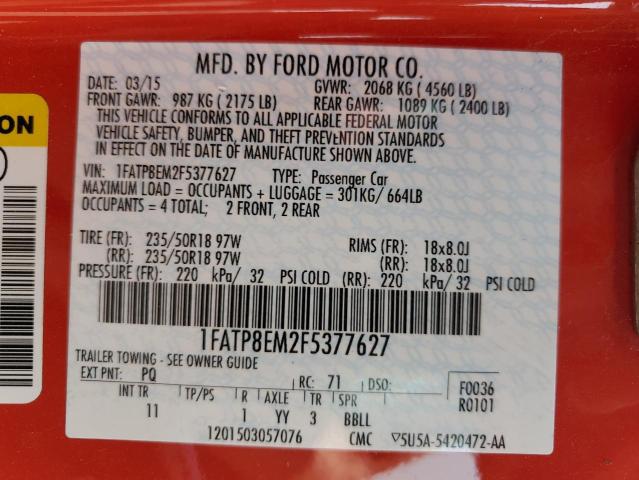 MFD. BY FORD MOTOR CO.
DATE: 03/15 GVWR: 2068 KG ( 4560 LB)
FRONT GAWR: 987 KG ( 2175 LB) REAR GAWR: 1089 KG ( 2400 LB)
THIS VEHICLE CONFORMS TO ALL APPLICABLE FEDERAL MOTOR
VEHICLE SAFETY, BUMPER, AND THEFT PREVENTION STANDARDS
IN EFFECT ON THE DATE OF MANUFACTURE SHOWN ABOVE.
VIN: 1FATP8EM2F5377627 TYPE: Passenger Car
MAXIMUM LOAD = OCCUPANTS + LUGGAGE = 301KG/ 664LB
OCCUPANTS = 4 TOTAL; 2 FRONT, 2 REAR
TIRE (FR): 235/50R18 97W RIMS (FR): 18x8.0J
(RR): 235/50R18 97W (RR): 18x8.0J
PRESSURE (FR): 220 kPa/ 32 PSI COLD (RR): 220 kPa/ 32 PSI COLD
1FATP8EM2F5377627
TRAILER TOWING - SEE OWNER GUIDE
EXT PNT: PQ RC: 71 DSO: F0036
R0101
INT TR TP/PS R AXLE TR SPR
11 1 YY 3 BBLL
1201503057076 CMC ▽5U5A-5420472-AA
ION